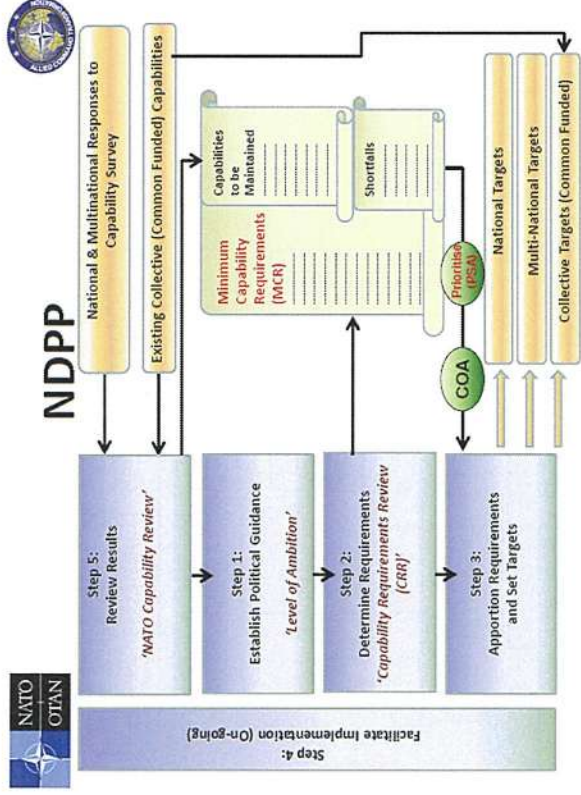 NATO
OTAN
NDPP
ALLIED COMMAND TRANSFORMATION
Step 4:
Facilitate Implementation (On-going)
Step 5:
Review Results
'NATO Capability Review'
Step 1:
Establish Political Guidance
'Level of Ambition'
Step 2:
Determine Requirements
'Capability Requirements Review
(CRR)'
Step 3:
Apportion Requirements
and Set Targets
National & Multinational Responses to
Capability Survey
Existing Collective (Common Funded) Capabilities
Minimum
Capability
Requirements
(MCR)
Capabilities
to be
Maintained
Shortfalls
Prioritise
(PSA)
COA
National Targets
Multi-National Targets
Collective Targets (Common Funded)